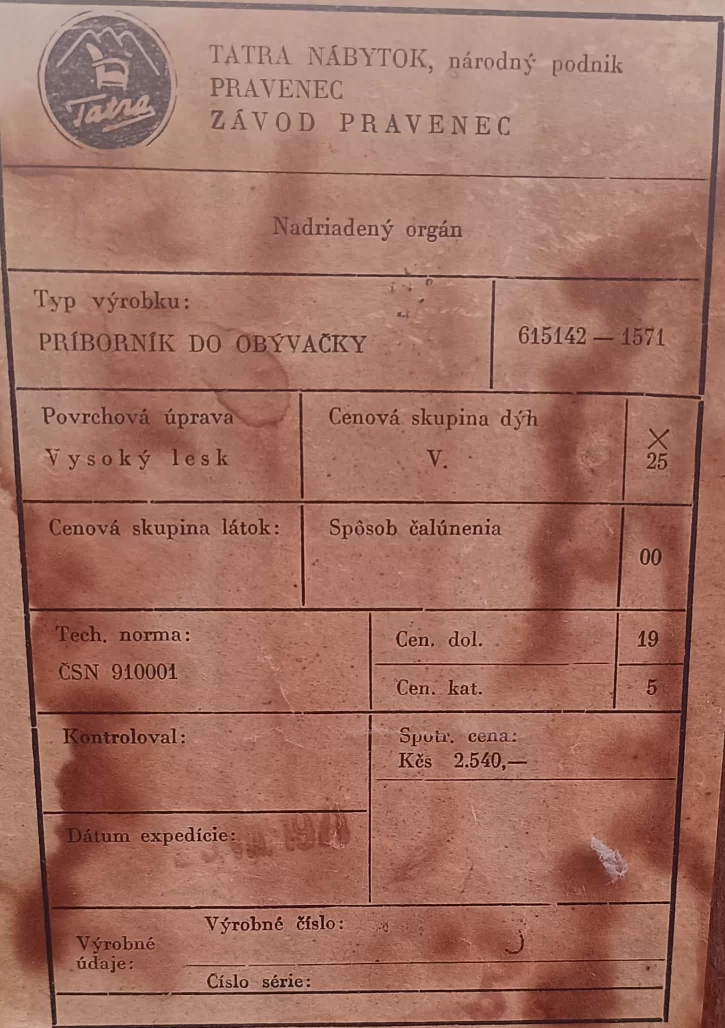 Tatra
TATRA NÁBYTOK, národný podnik
PRAVENEC
ZÁVOD PRAVENEC
Nadriadený orgán
Typ výrobku:
PRÍBORNÍK DO OBÝVAČKY
615142 — 1571
Povrchová úprava
Vysoký lesk
Cenová skupina dýh
V.
25
Cenová skupina látok:
Spôsob čalúnenia
00
Tech. norma:
ČSN 910001
Cen. dol.
19
Cen. kat.
5
Kontroloval:
Spotr. cena:
Kčs 2.540,—
Dátum expedície:
Výrobné údaje:
Výrobné číslo:
Číslo série: